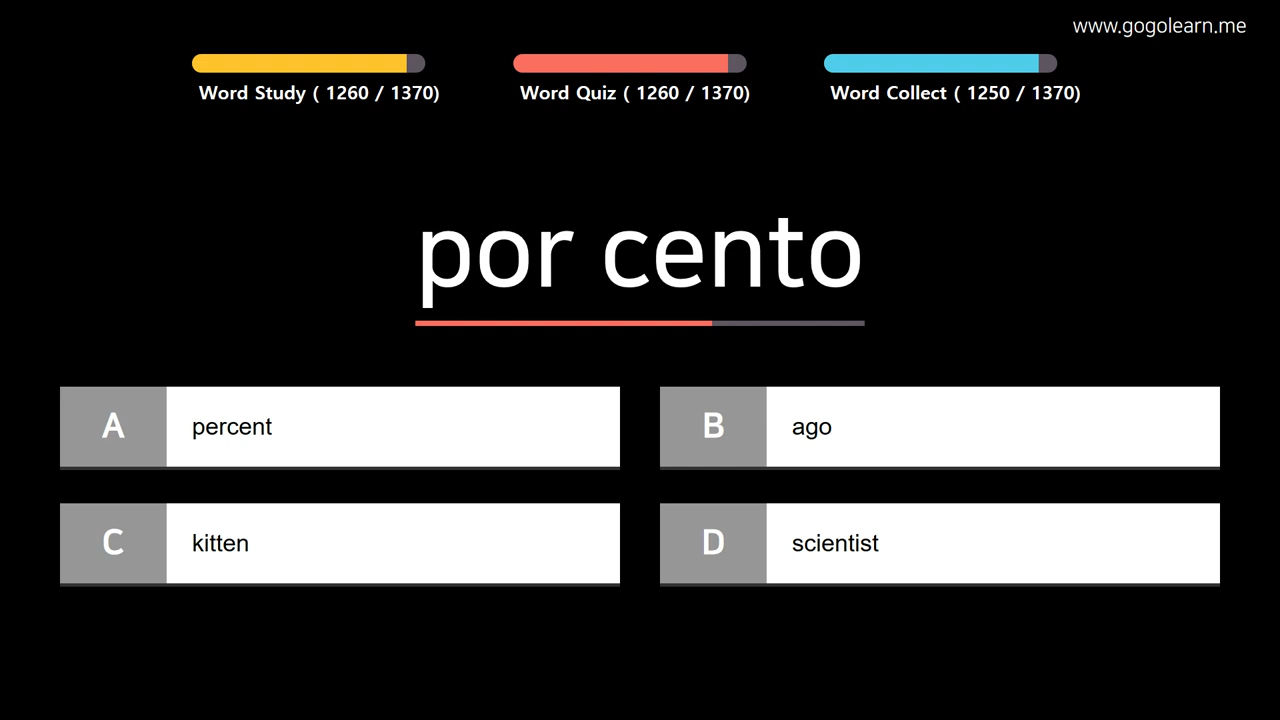 www.gogolearn.me
Word Study ( 1260 / 1370)
Word Quiz ( 1260 / 1370)
Word Collect ( 1250 / 1370)
por cento
A percent
B ago
C kitten
D scientist